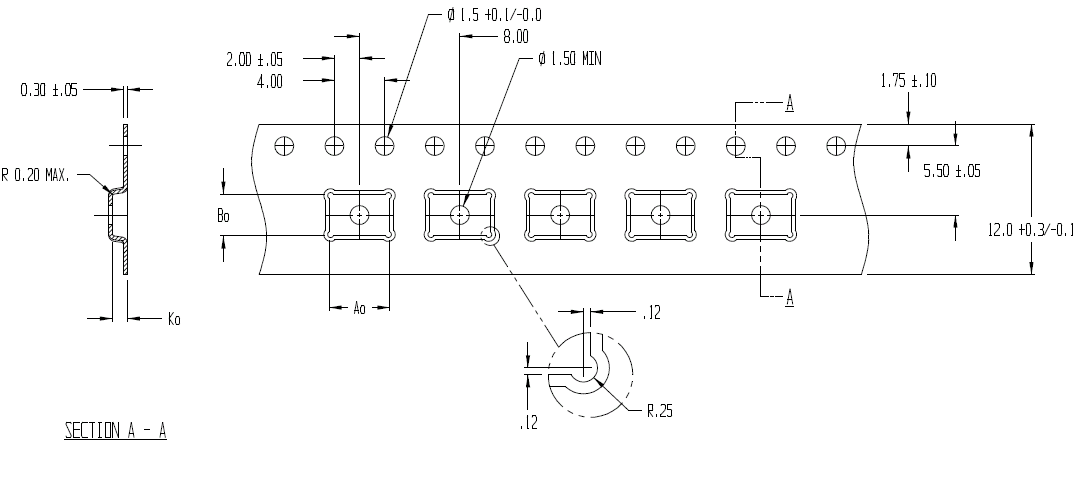 Ø 1.5 +0.1/-0.0
8.00
2.00 ±.05
Ø 1.50 MIN
4.00
1.75 ±.10
0.30 ±.05
A
R 0.20 MAX.
5.50 ±.05
Bo
12.0 +0.3/-0.1
A
Ao
.12
Ko
R.25
.12
SECTION A - A